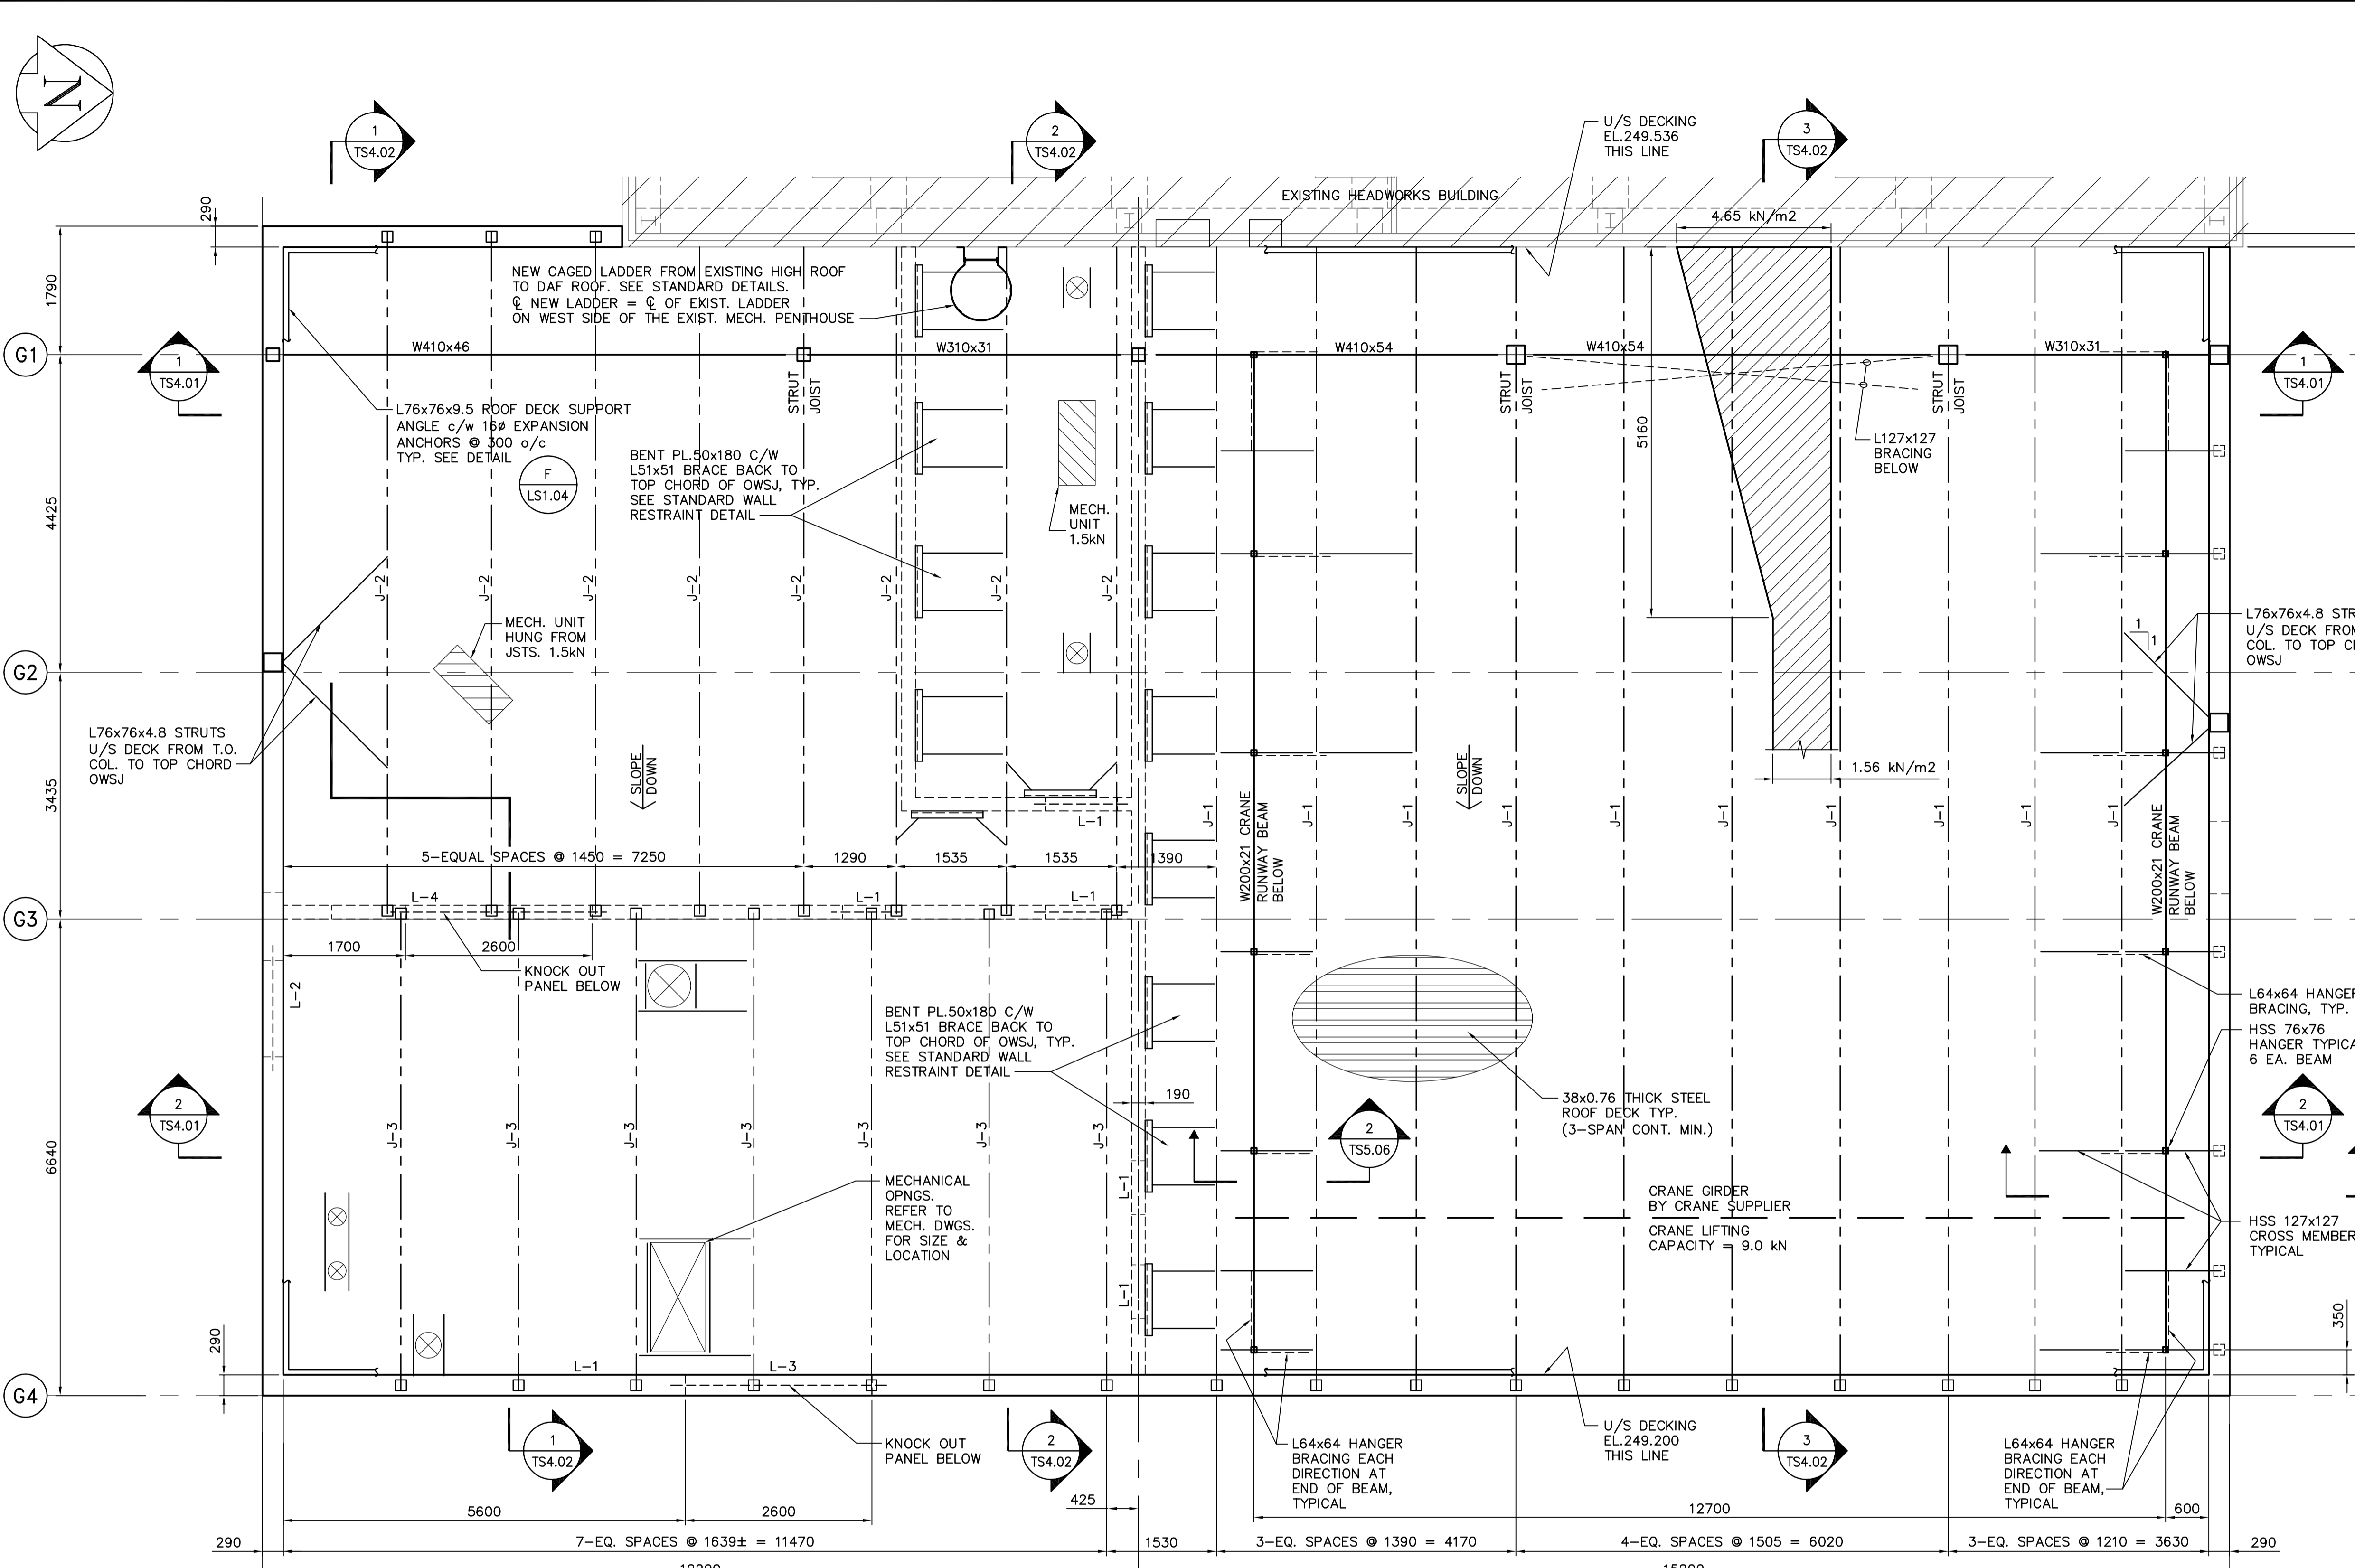 N
1
TS4.02
2
TS4.02
3
TS4.02
U/S DECKING
EL.249.536
THIS LINE
EXISTING HEADWORKS BUILDING
4.65 kN/m2
290
1790
NEW CAGED LADDER FROM EXISTING HIGH ROOF
TO DAF ROOF. SEE STANDARD DETAILS.
℄ NEW LADDER = ℄ OF EXIST. LADDER
ON WEST SIDE OF THE EXIST. MECH. PENTHOUSE
G1
1
TS4.01
W410x46
W310x31
W410x54
W410x54
W310x31
1
TS4.01
STRUT
JOIST
STRUT
JOIST
STRUT
JOIST
L76x76x9.5 ROOF DECK SUPPORT
ANGLE c/w 16ø EXPANSION
ANCHORS @ 300 o/c
TYP. SEE DETAIL
F
LS1.04
BENT PL.50x180 C/W
L51x51 BRACE BACK TO
TOP CHORD OF OWSJ, TYP.
SEE STANDARD WALL
RESTRAINT DETAIL
MECH.
UNIT
1.5kN
5160
L127x127
BRACING
BELOW
4425
J-2
J-2
J-2
J-2
J-2
J-2
J-2
J-2
MECH. UNIT
HUNG FROM
JSTS. 1.5kN
1
1
L76x76x4.8 STR
U/S DECK FROM
COL. TO TOP CH
OWSJ
G2
L76x76x4.8 STRUTS
U/S DECK FROM T.O.
COL. TO TOP CHORD
OWSJ
3435
SLOPE
DOWN
SLOPE
DOWN
1.56 kN/m2
L-1
J-1
J-1
J-1
J-1
J-1
J-1
J-1
J-1
J-1
J-1
W200x21 CRANE
RUNWAY BEAM
BELOW
W200x21 CRANE
RUNWAY BEAM
BELOW
5-EQUAL SPACES @ 1450 = 7250
1290
1535
1535
1390
L-4
L-1
L-1
G3
1700
2600
KNOCK OUT
PANEL BELOW
L-2
BENT PL.50x180 C/W
L51x51 BRACE BACK TO
TOP CHORD OF OWSJ, TYP.
SEE STANDARD WALL
RESTRAINT DETAIL
190
L64x64 HANGER
BRACING, TYP.
HSS 76x76
HANGER TYPICA
6 EA. BEAM
38x0.76 THICK STEEL
ROOF DECK TYP.
(3-SPAN CONT. MIN.)
2
TS4.01
2
TS5.06
2
TS4.01
6640
J-3
J-3
J-3
J-3
J-3
J-3
J-3
L-1
MECHANICAL
OPNGS.
REFER TO
MECH. DWGS.
FOR SIZE &
LOCATION
CRANE GIRDER
BY CRANE SUPPLIER
CRANE LIFTING
CAPACITY = 9.0 kN
HSS 127x127
CROSS MEMBER
TYPICAL
L-1
290
350
L-1
L-3
G4
1
TS4.02
2
TS4.02
3
TS4.02
KNOCK OUT
PANEL BELOW
L64x64 HANGER
BRACING EACH
DIRECTION AT
END OF BEAM,
TYPICAL
U/S DECKING
EL.249.200
THIS LINE
L64x64 HANGER
BRACING EACH
DIRECTION AT
END OF BEAM,
TYPICAL
5600
2600
425
12700
600
290
7-EQ. SPACES @ 1639± = 11470
1530
3-EQ. SPACES @ 1390 = 4170
4-EQ. SPACES @ 1505 = 6020
3-EQ. SPACES @ 1210 = 3630
290